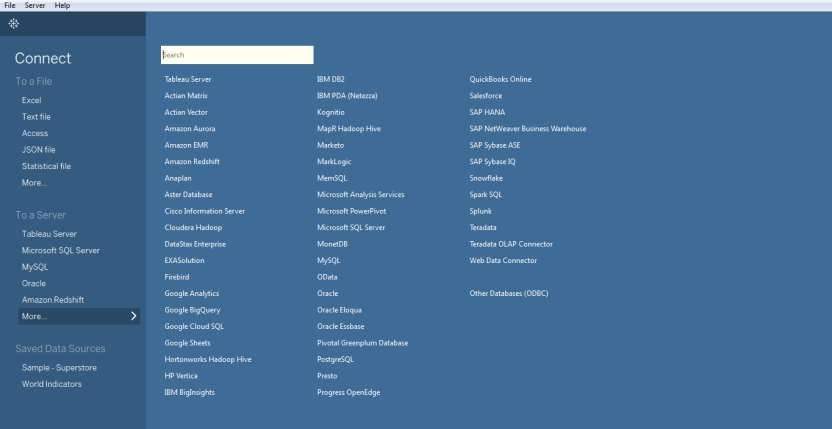 File Server Help
Connect
To a File
Excel
Text file
Access
JSON file
Statistical file
More...
To a Server
Tableau Server
Microsoft SQL Server
MySQL
Oracle
Amazon Redshift
More...
Saved Data Sources
Sample - Superstore
World Indicators
Search
Tableau Server
Actian Matrix
Actian Vector
Amazon Aurora
Amazon EMR
Amazon Redshift
Anaplan
Aster Database
Cisco Information Server
Cloudera Hadoop
DataStax Enterprise
EXASolution
Firebird
Google Analytics
Google BigQuery
Google Cloud SQL
Google Sheets
Hortonworks Hadoop Hive
HP Vertica
IBM BigInsights
IBM DB2
IBM PDA (Netezza)
Kognitio
MapR Hadoop Hive
Marketo
MarkLogic
MemSQL
Microsoft Analysis Services
Microsoft PowerPivot
Microsoft SQL Server
MonetDB
MySQL
OData
Oracle
Oracle Eloqua
Oracle Essbase
Pivotal Greenplum Database
PostgreSQL
Presto
Progress OpenEdge
QuickBooks Online
Salesforce
SAP HANA
SAP NetWeaver Business Warehouse
SAP Sybase ASE
SAP Sybase IQ
Snowflake
Spark SQL
Splunk
Teradata
Teradata OLAP Connector
Web Data Connector
Other Databases (ODBC)